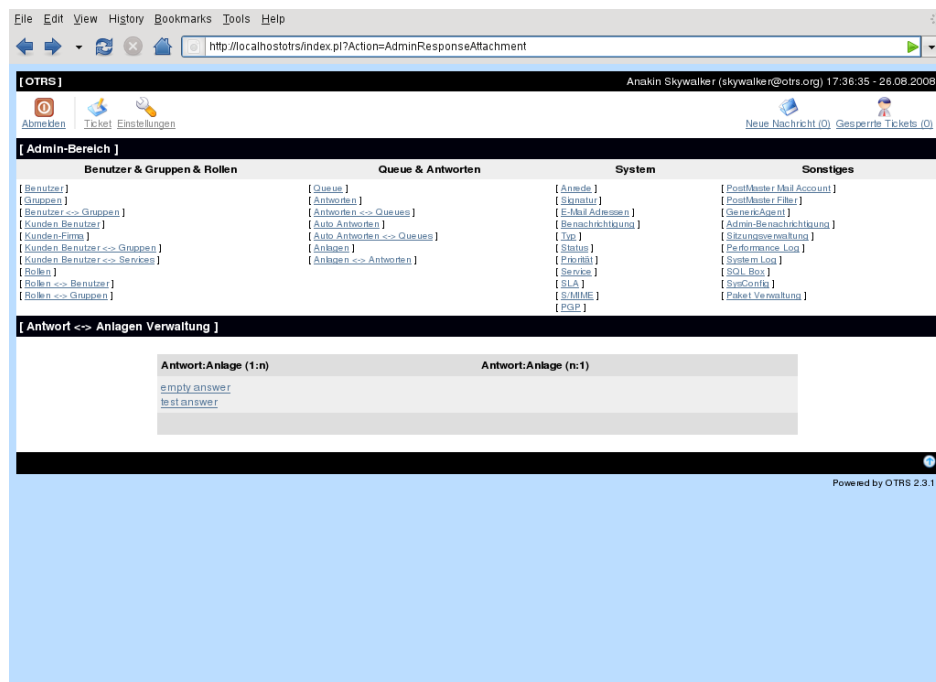 File Edit View History Bookmarks Tools Help
http://localhostotrs/index.pl?Action=AdminResponseAttachment
[ OTRS ] Anakin Skywalker (skywalker@otrs.org) 17:36:35 - 26.08.2008
Abmelden Ticket Einstellungen Neue Nachricht (0) Gesperrte Tickets (0)
[ Admin-Bereich ]
Benutzer & Gruppen & Rollen Queue & Antworten System Sonstiges
[ Benutzer ] [ Queue ] [ Anrede ] [ PostMaster Mail Account ]
[ Gruppen ] [ Antworten ] [ Signatur ] [ PostMaster Filter ]
[ Benutzer <-> Gruppen ] [ Antworten <-> Queues ] [ E-Mail Adressen ] [ GenericAgent ]
[ Kunden Benutzer ] [ Auto Antworten ] [ Benachrichtigung ] [ Admin-Benachrichtigung ]
[ Kunden-Firma ] [ Auto Antworten <-> Queues ] [ Typ ] [ Sitzungsverwaltung ]
[ Kunden Benutzer <-> Gruppen ] [ Anlagen ] [ Status ] [ Performance Log ]
[ Kunden Benutzer <-> Services ] [ Anlagen <-> Antworten ] [ Priorität ] [ System Log ]
[ Rollen ] [ Service ] [ SQL Box ]
[ Rollen <-> Benutzer ] [ SLA ] [ SysConfig ]
[ Rollen <-> Gruppen ] [ S/MIME ] [ Paket Verwaltung ]
[ PGP ]
[ Antwort <-> Anlagen Verwaltung ]
Antwort:Anlage (1:n) Antwort:Anlage (n:1)
empty answer
test answer
Powered by OTRS 2.3.1